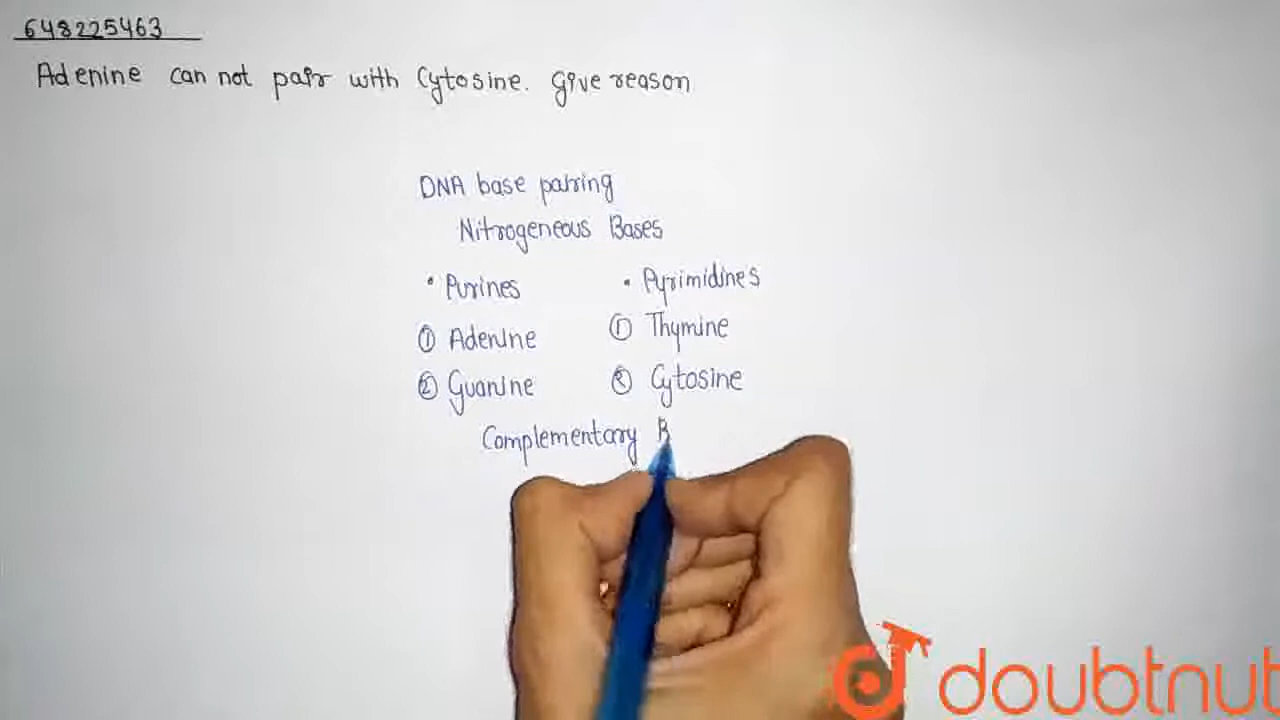 648225463
Adenine can not pair with Cytosine. Give reason
DNA base pairing
Nitrogeneous Bases
• Purines • Pyrimidines
① Adenine ① Thymine
② Guanine ② Cytosine
Complementary B
doubtnut